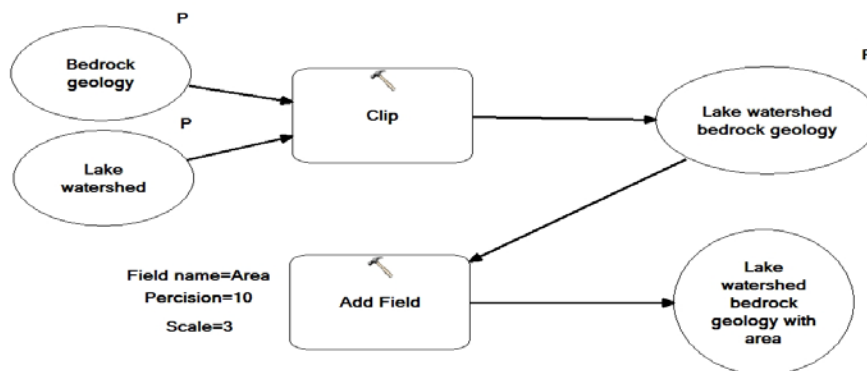 P
Bedrock
geology
Clip
P
Lake
watershed
P
Lake watershed
bedrock geology
Field name=Area
Percision=10
Scale=3
Add Field
Lake
watershed
bedrock
geology with
area